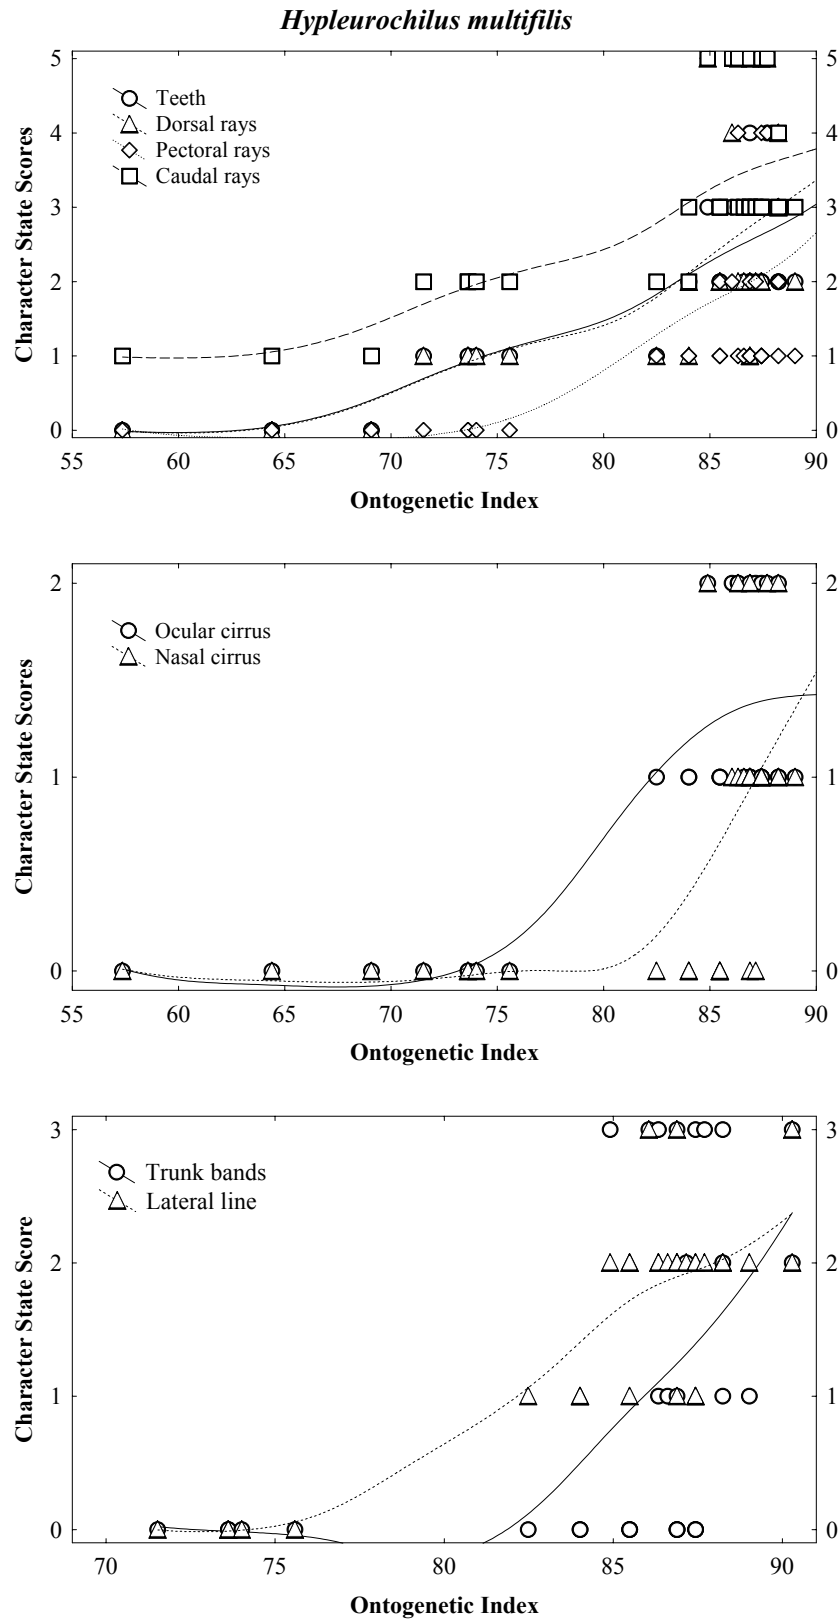 Hypleurochilus multifilis
5 5
Teeth
Dorsal rays
Pectoral rays
Caudal rays
4 4
3 3
2 2
1 1
0 0
Character State Scores
55 60 65 70 75 80 85 90
Ontogenetic Index
2 2
Ocular cirrus
Nasal cirrus
1 1
0 0
Character State Scores
55 60 65 70 75 80 85 90
Ontogenetic Index
3 3
Trunk bands
Lateral line
2 2
1 1
0 0
Character State Score
70 75 80 85 90
Ontogenetic Index